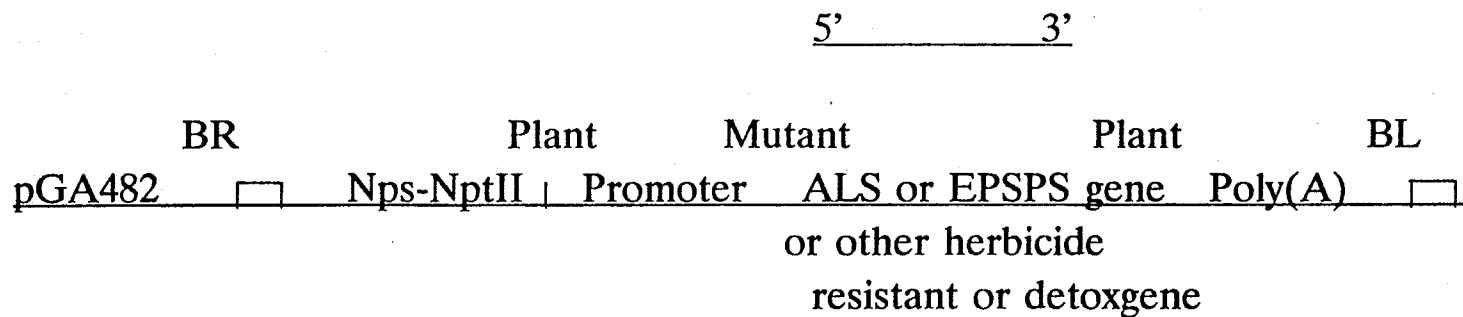 5’ 3’
BR Plant Mutant Plant BL
pGA482 Nps-NptII Promoter ALS or EPSPS gene Poly(A)
or other herbicide
resistant or detoxgene